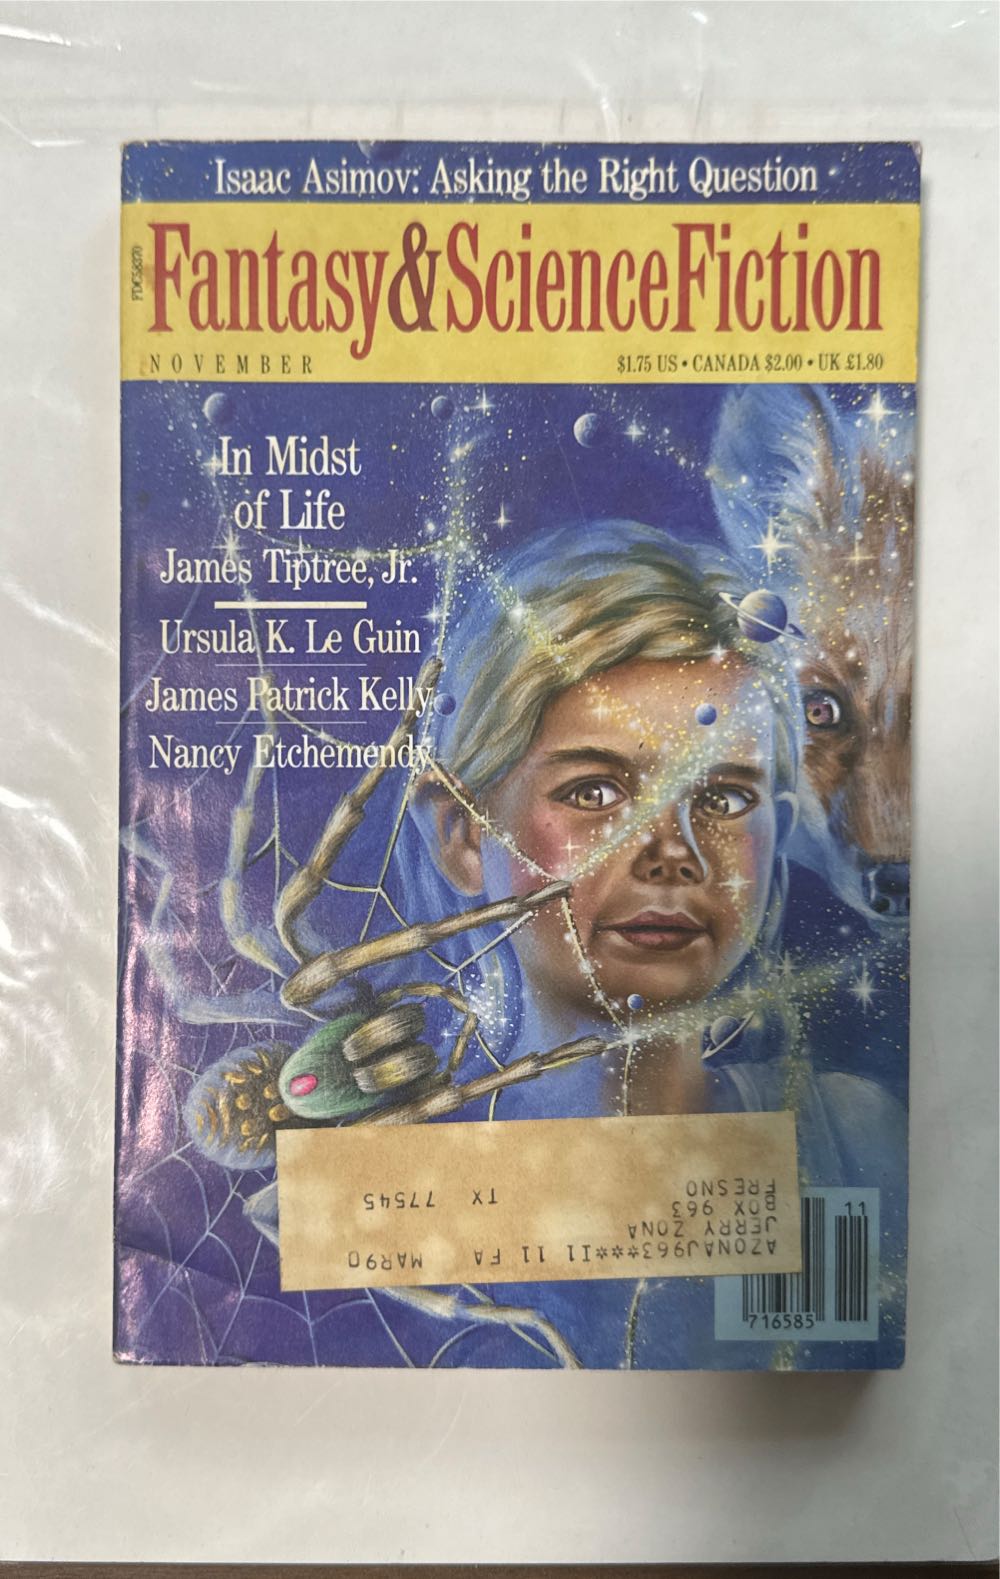 Isaac Asimov: Asking the Right Question
Fantasy&ScienceFiction
NOVEMBER
$1.75 US • CANADA $2.00 • UK £1.80
In Midst
of Life
James Tiptree, Jr.
Ursula K. Le Guin
James Patrick Kelly
Nancy Etchemendy
AZONAJ963***II 11 11 FA MAR90
JERRY ZONA
BOX 963
FRESNO TX 77545
11
716585